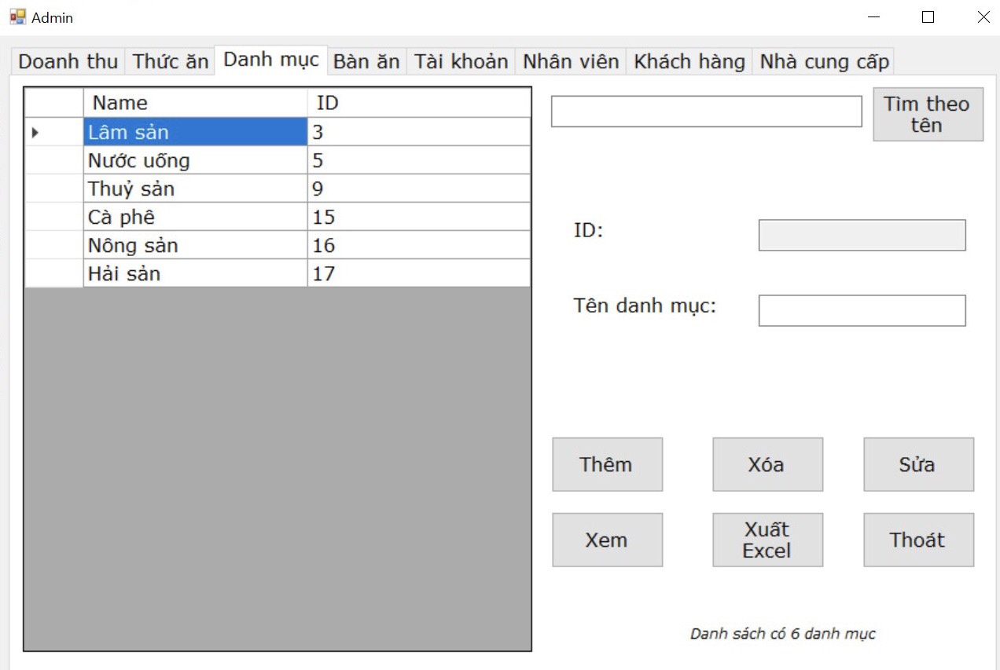 Admin
Doanh thu Thức ăn Danh mục Bàn ăn Tài khoản Nhân viên Khách hàng Nhà cung cấp
Name ID
Lâm sản 3
Nước uống 5
Thuỷ sản 9
Cà phê 15
Nông sản 16
Hải sản 17
Tìm theo
tên
ID:
Tên danh mục:
Thêm Xóa Sửa
Xem Xuất
Excel Thoát
Danh sách có 6 danh mục